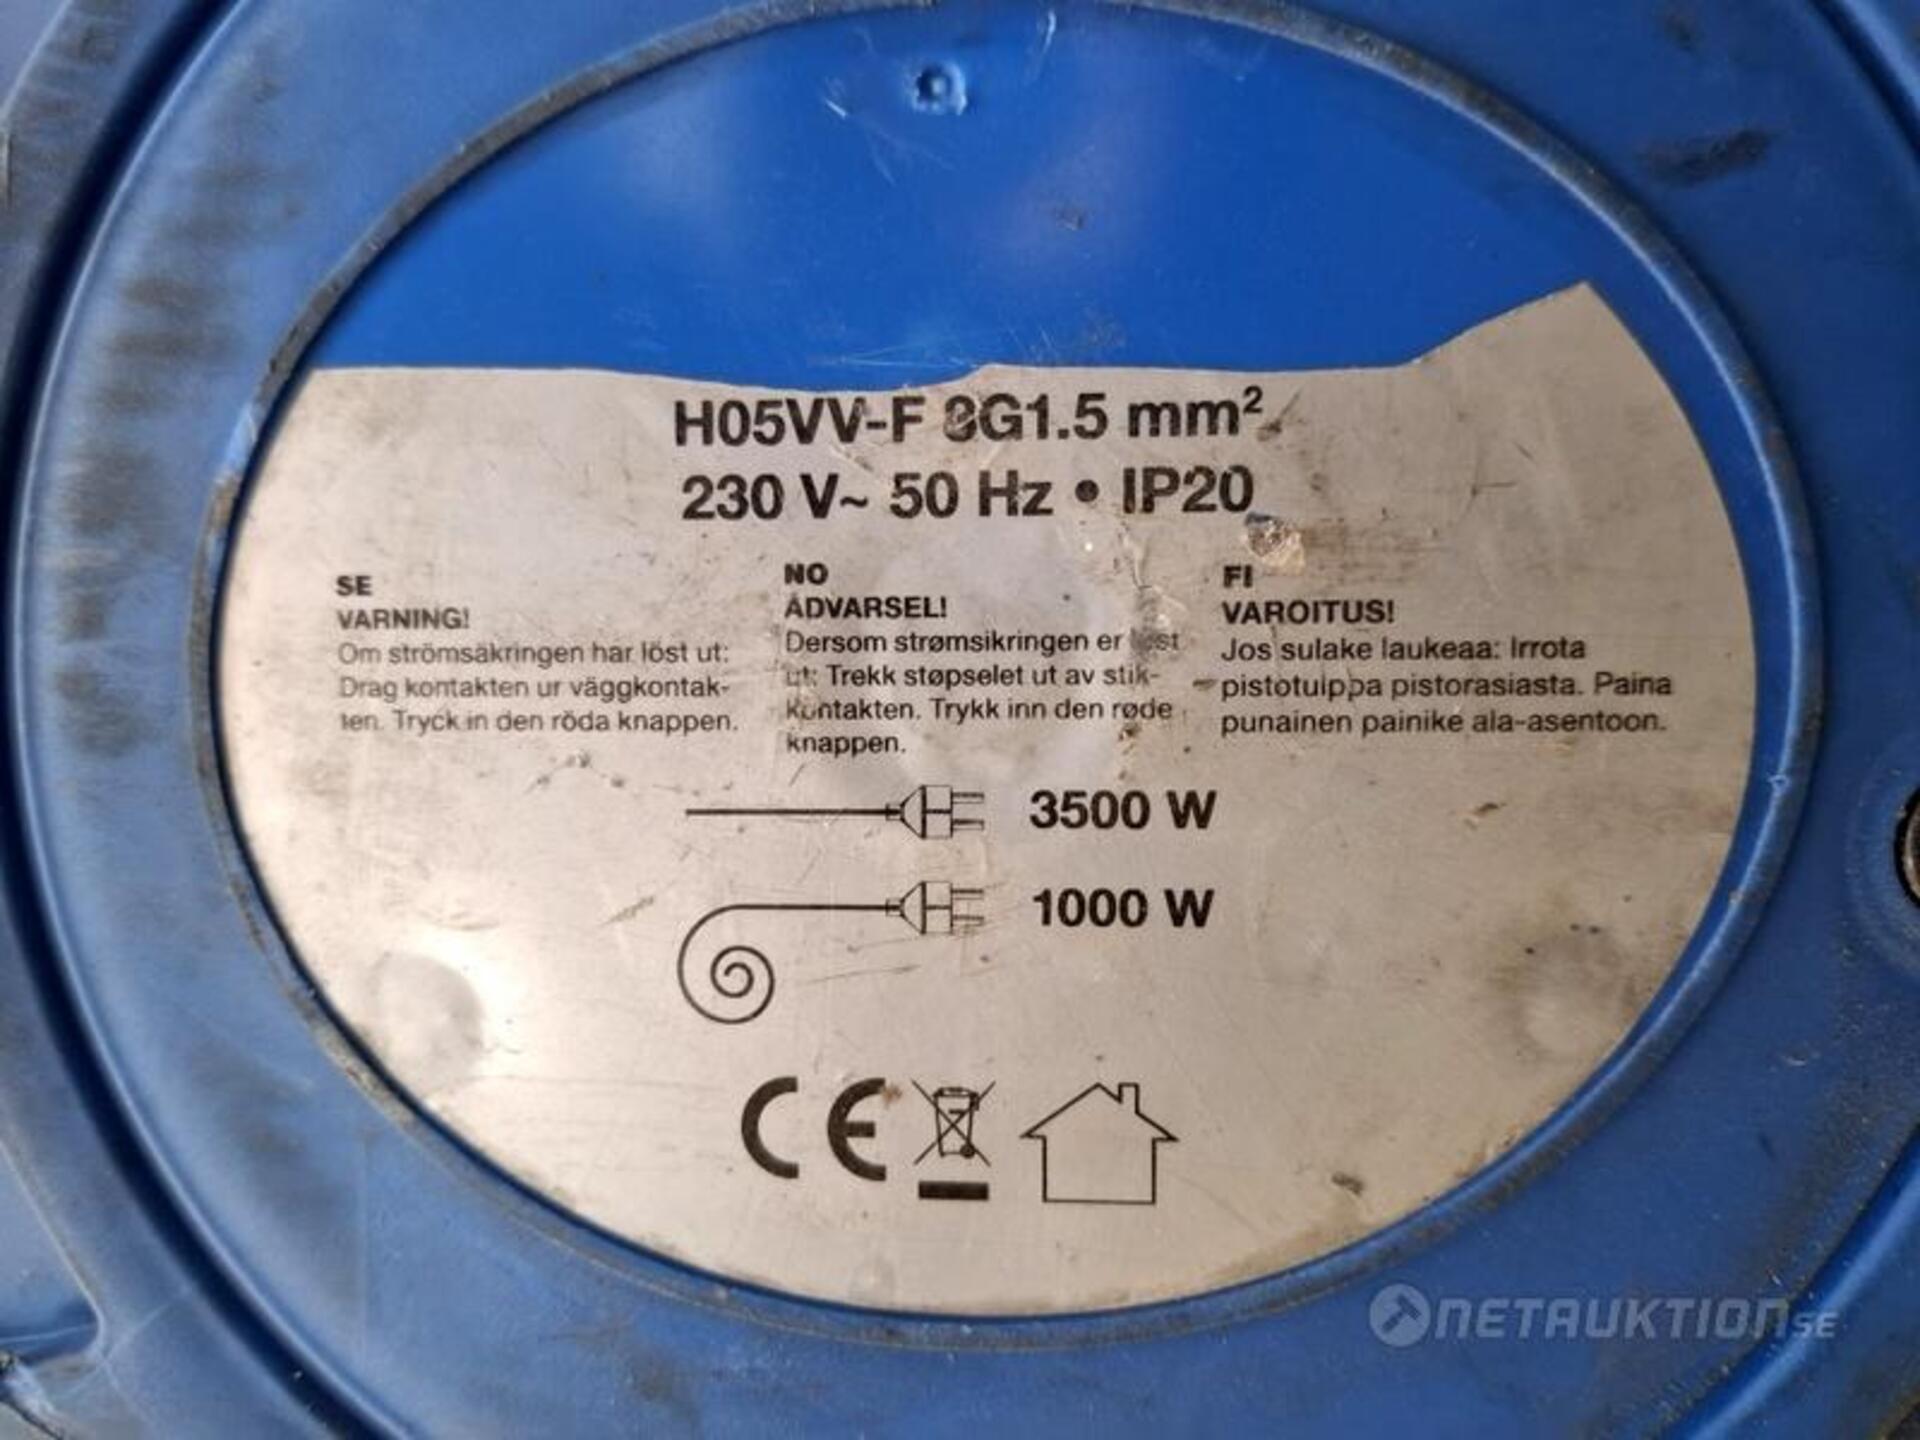 H05VV-F 3G1.5 mm²
230 V~ 50 Hz • IP20
SE
VARNING!
Om strömsäkringen har löst ut:
Drag kontakten ur väggkontak-
ten. Tryck in den röda knappen.
NO
ADVARSEL!
Dersom strømsikringen er løst
ut: Trekk støpselet ut av stik-
kontakten. Trykk inn den røde
knappen.
FI
VAROITUS!
Jos sulake laukeaa: Irrota
pistotulppa pistorasiasta. Paina
punainen painike ala-asentoon.
3500 W
1000 W
CE
NETAUKTION.SE